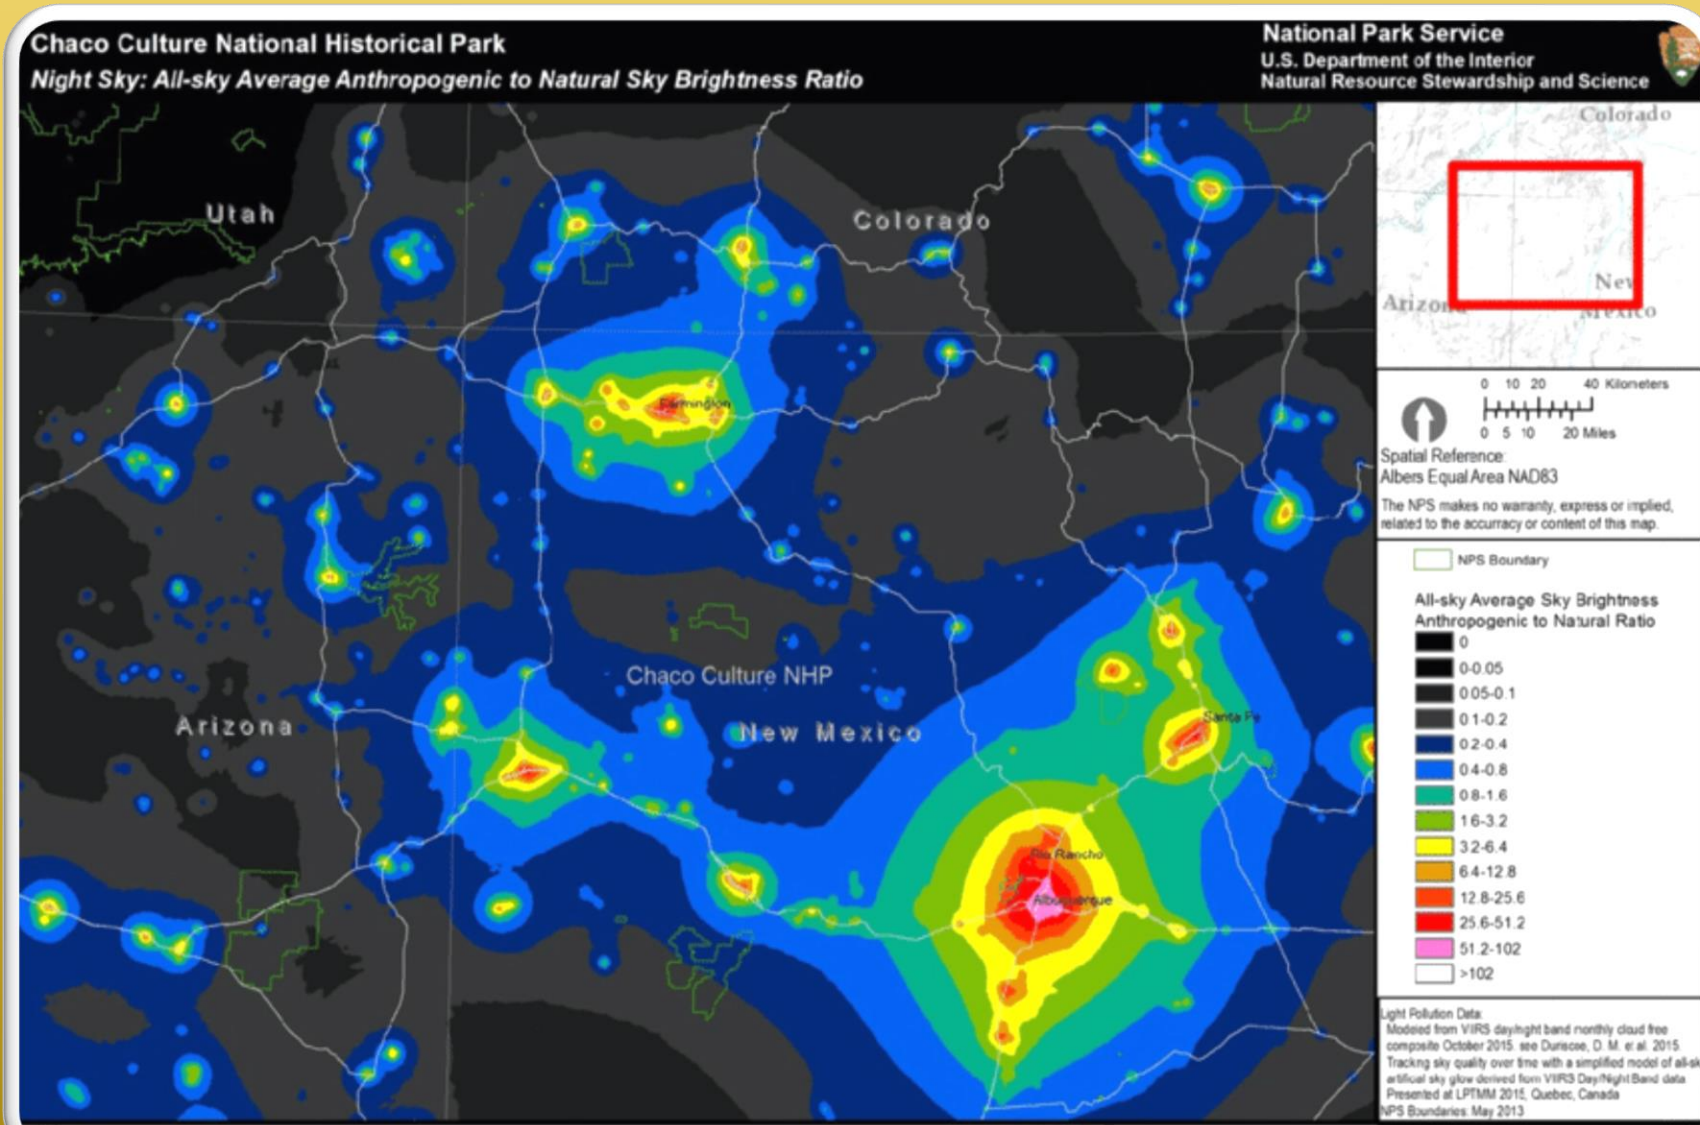 Chaco Culture National Historical Park
Night Sky: All-sky Average Anthropogenic to Natural Sky Brightness Ratio
National Park Service
U.S. Department of the Interior
Natural Resource Stewardship and Science
Utah
Colorado
Farmington
Chaco Culture NHP
New Mexico
Arizona
Santa Fe
Rio Rancho
Albuquerque
Colorado
New
Mexico
0 10 20 40 Kilometers
0 5 10 20 Miles
Spatial Reference:
Albers Equal Area NAD83
The NPS makes no warranty, express or implied,
related to the accurracy or content of this map.
NPS Boundary
All-sky Average Sky Brightness
Anthropogenic to Natural Ratio
0
0-0.05
0.05-0.1
0.1-0.2
0.2-0.4
0.4-0.8
0.8-1.6
1.6-3.2
3.2-6.4
6.4-12.8
12.8-25.6
25.6-51.2
51.2-102
>102
Light Pollution Data:
Modeled from VIIRS day/night band monthly cloud free
composite October 2015. see Duriscoe, D. M. et al. 2015.
Tracking sky quality over time with a simplified model of all-sk
artificial sky glow derived from VIIRS Day/Night Band data
Presented at LPTMM 2015, Quebec, Canada
NPS Boundaries: May 2013